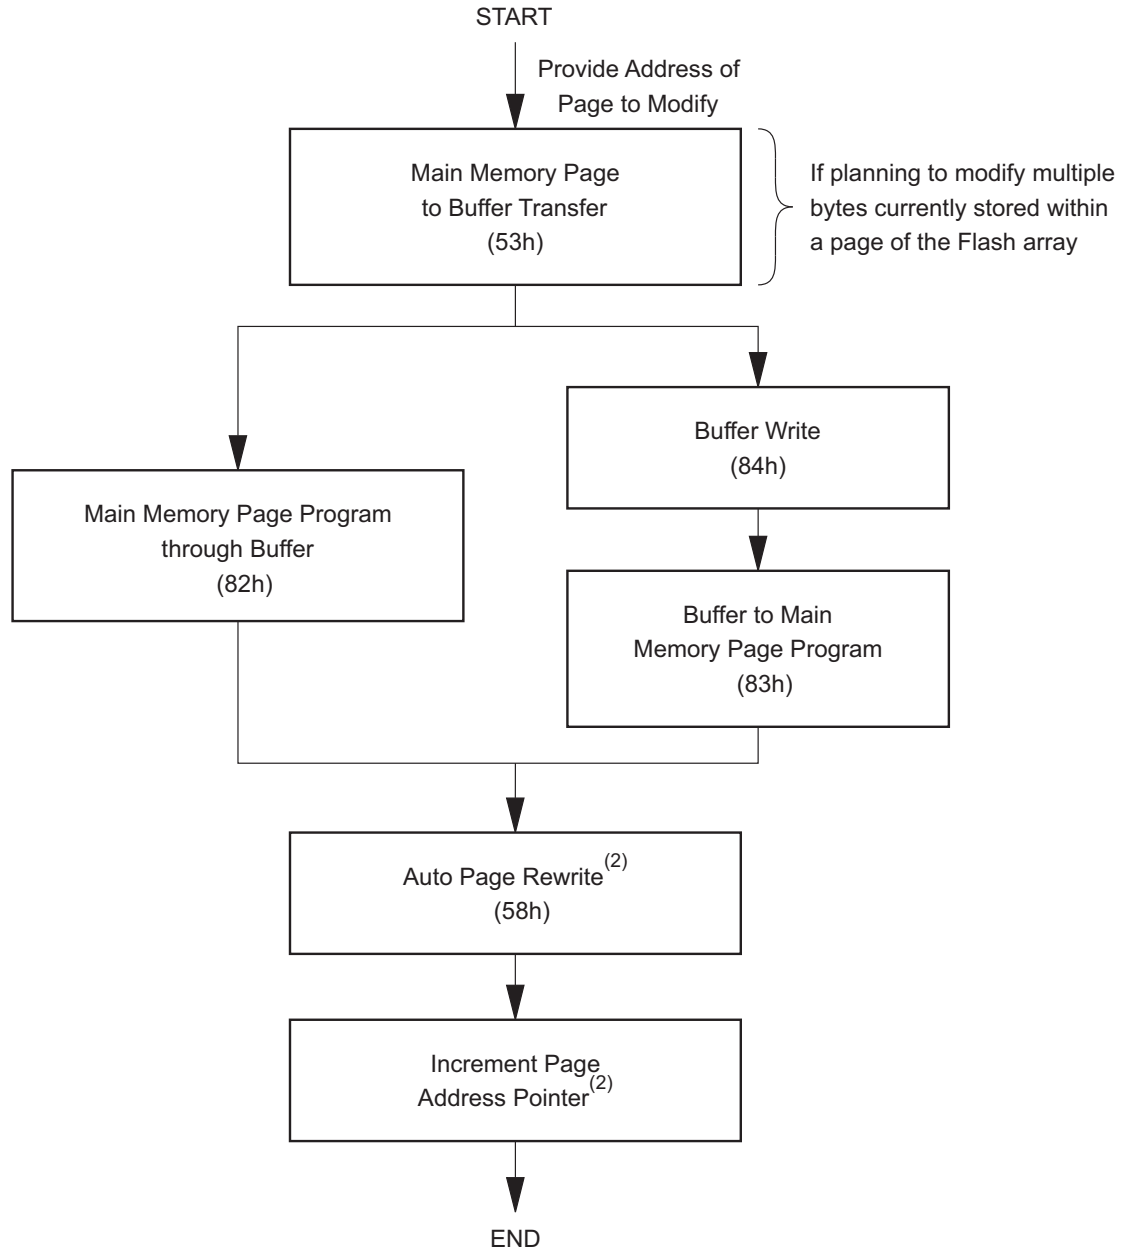 START
Provide Address of
Page to Modify
Main Memory Page
to Buffer Transfer
(53h)
If planning to modify multiple
bytes currently stored within
a page of the Flash array
Buffer Write
(84h)
Main Memory Page Program
through Buffer
(82h)
Buffer to Main
Memory Page Program
(83h)
Auto Page Rewrite(2)
(58h)
Increment Page
Address Pointer(2)
END